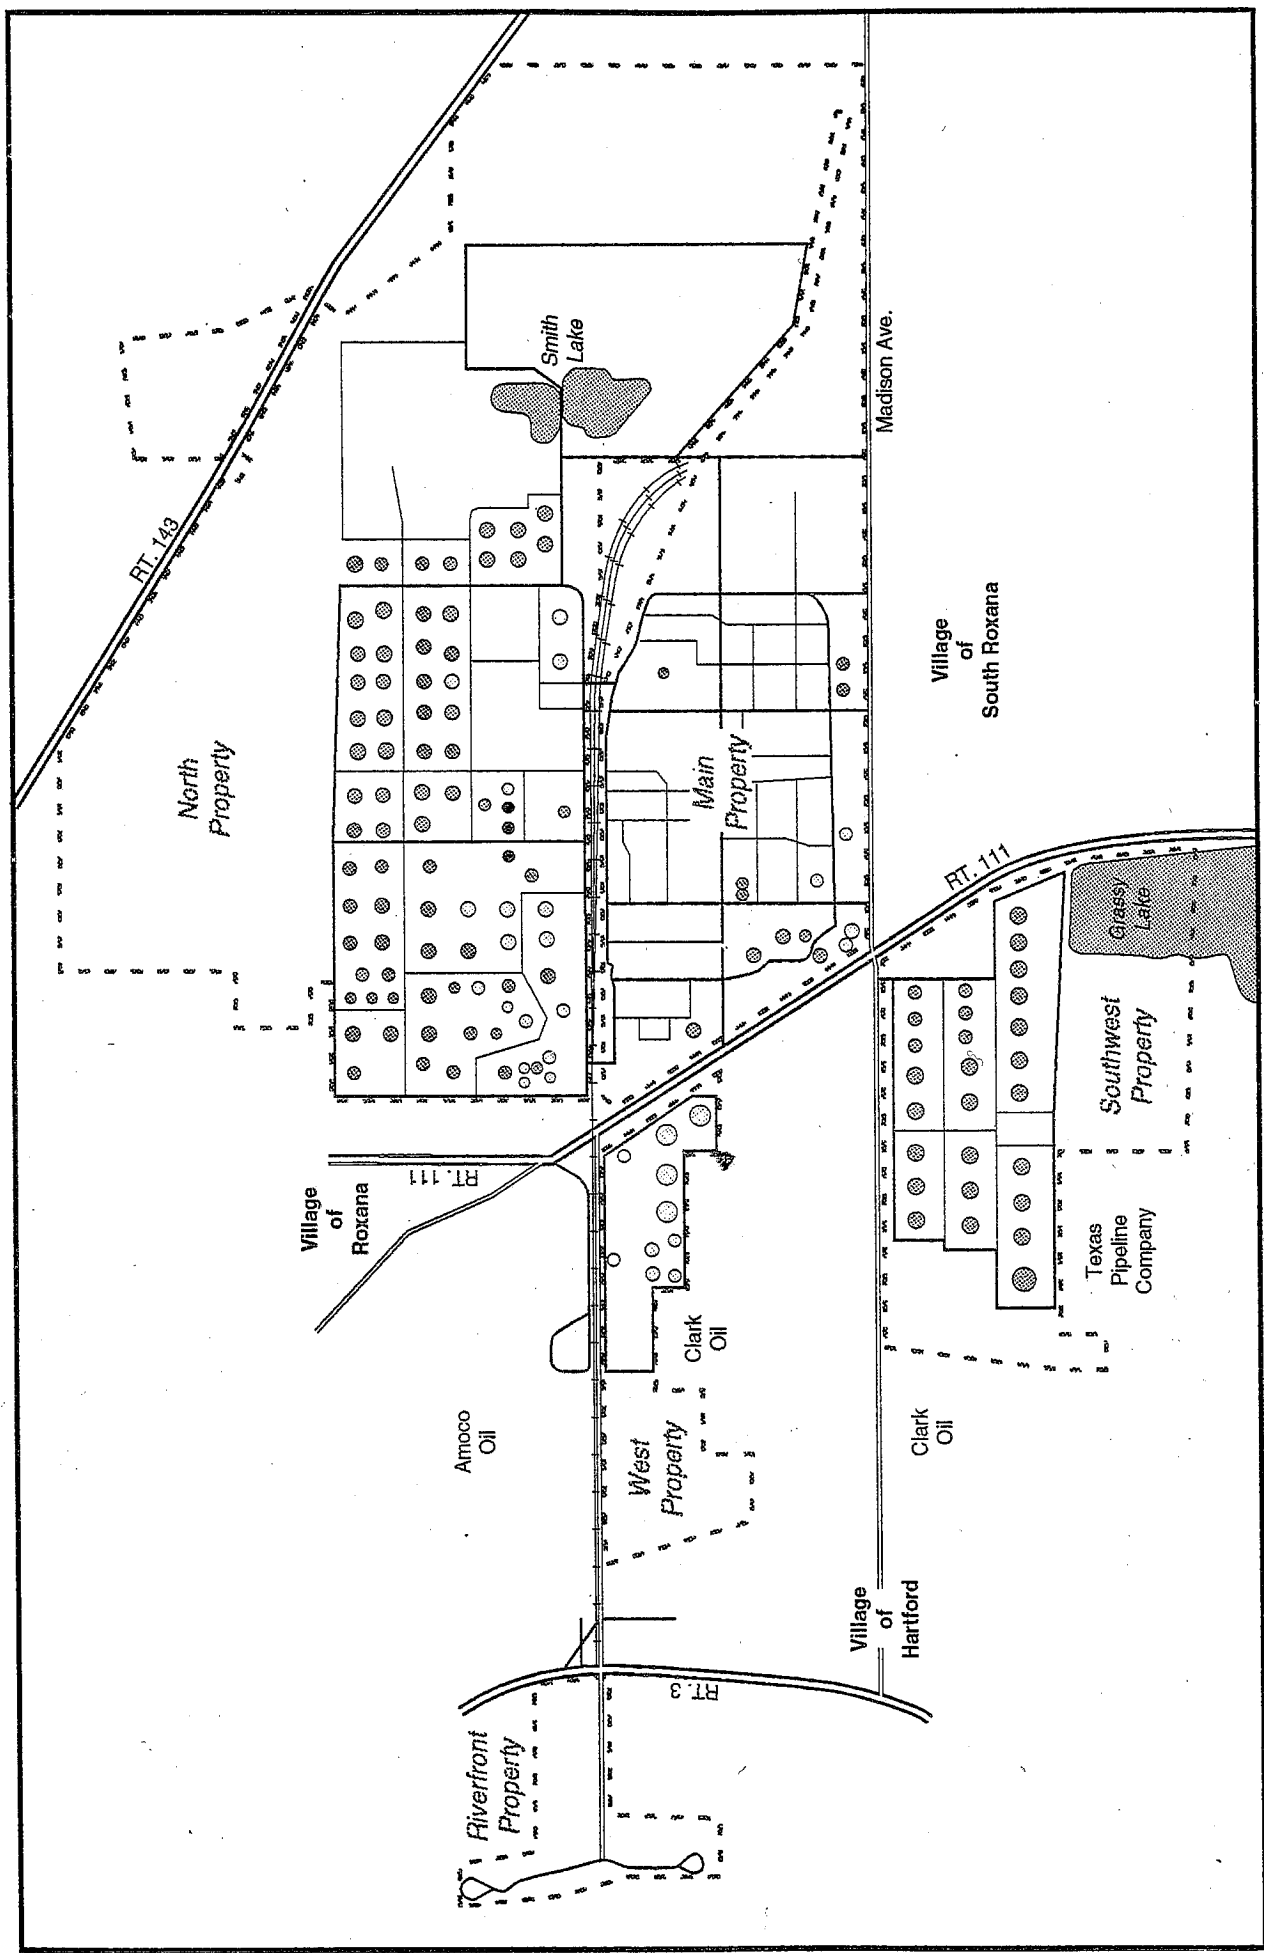 RT. 143
North
Property
Smith
Lake
Madison Ave.
Main
Property
Village
of
South Roxana
RT. 111
Grassy
Lake
Southwest
Property
Village
of
Roxana
RT. 111
Texas
Pipeline
Company
Clark
Oil
Amoco
Oil
West
Property
Clark
Oil
Village
of
Hartford
RT. 3
Riverfront
Property